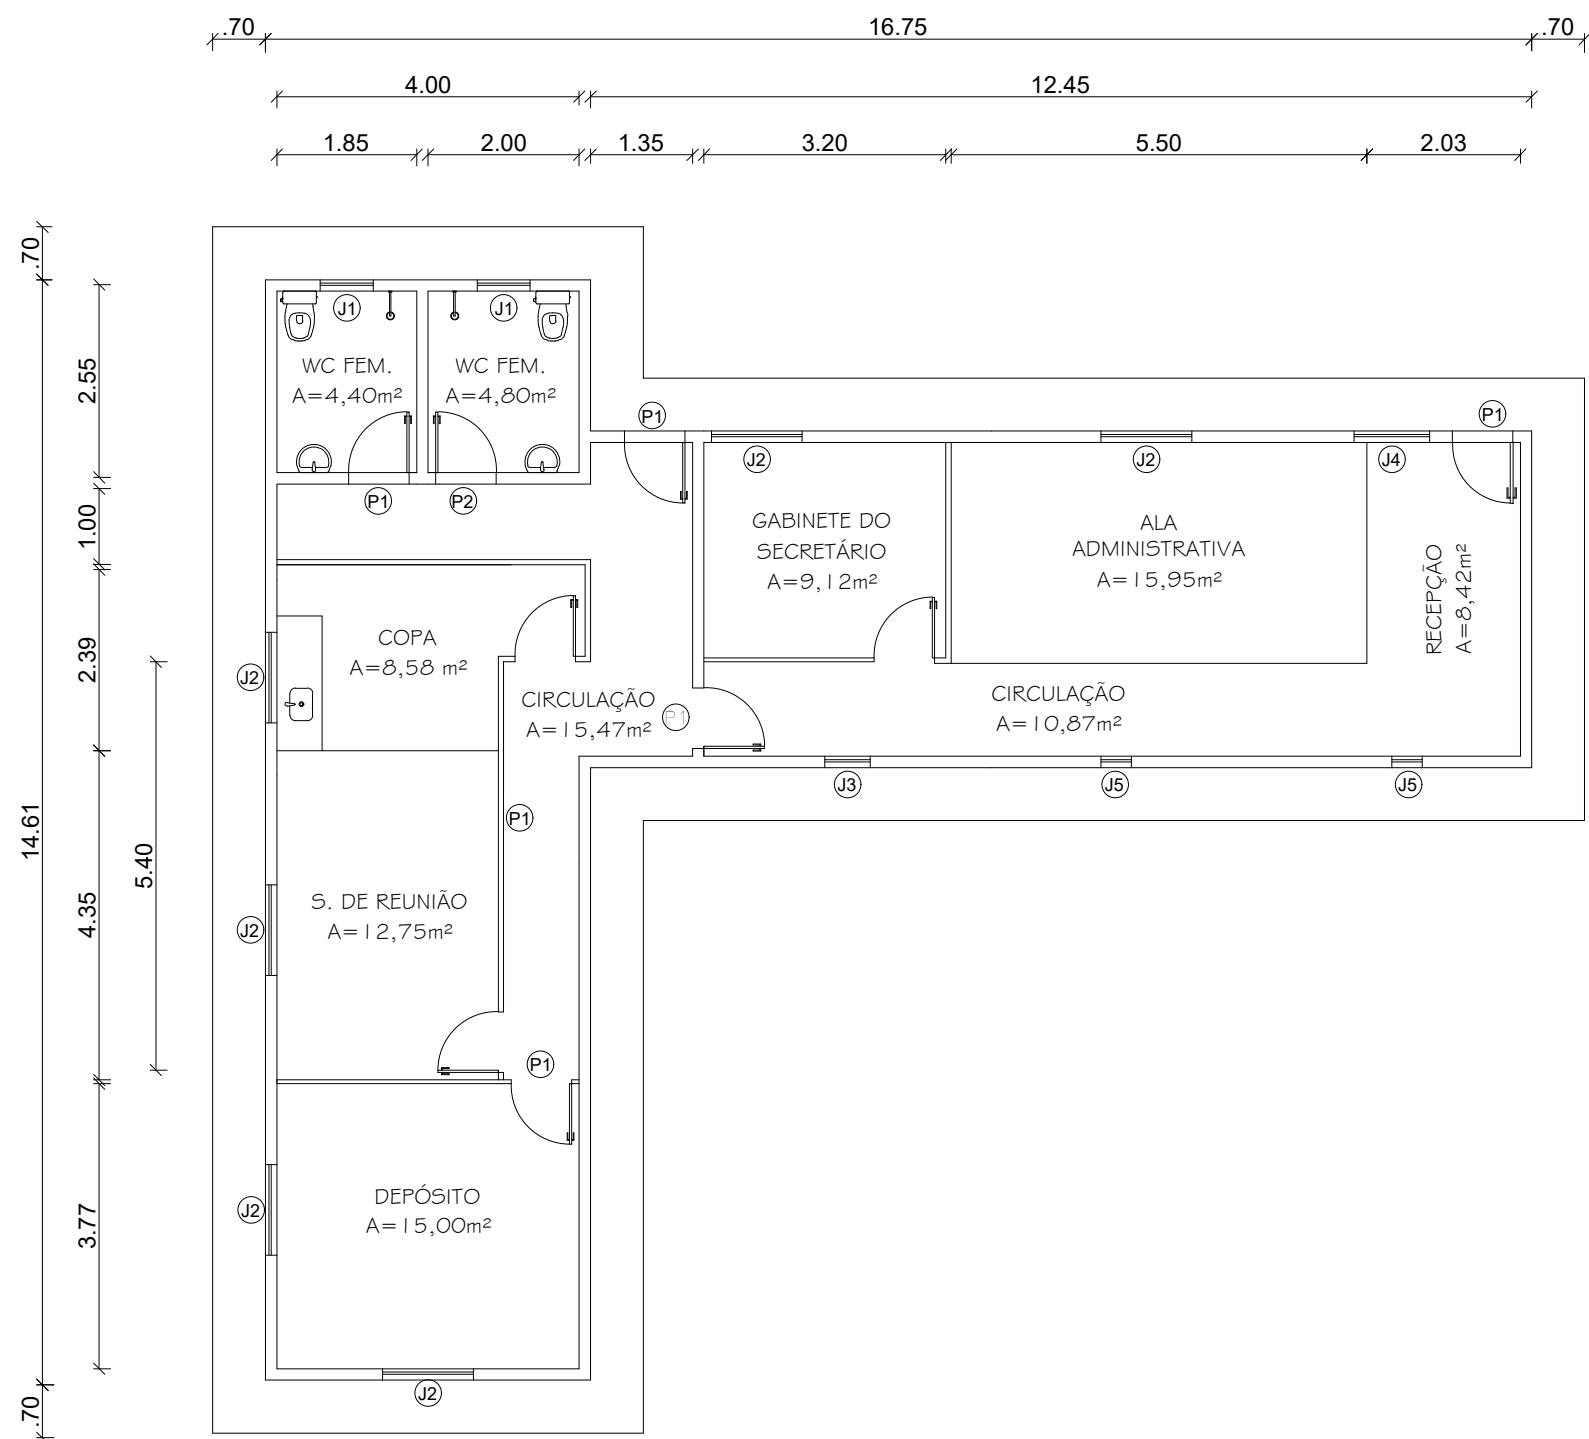 .70
16.75
.70
4.00
12.45
1.85
2.00
1.35
3.20
5.50
2.03
.70
2.55
1.00
2.39
14.61
5.40
4.35
3.77
.70
J1
J1
WC FEM.
A=4,40m²
WC FEM.
A=4,80m²
P1
P1
J2
J2
J4
P1
P2
GABINETE DO
SECRETÁRIO
A=9,12m²
ALA
ADMINISTRATIVA
A=15,95m²
RECEPÇÃO
A=8,42m²
COPA
A=8,58 m²
J2
CIRCULAÇÃO
A=15,47m²
P1
CIRCULAÇÃO
A=10,87m²
J3
J5
J5
P1
S. DE REUNIÃO
A=12,75m²
J2
P1
DEPÓSITO
A=15,00m²
J2
J2